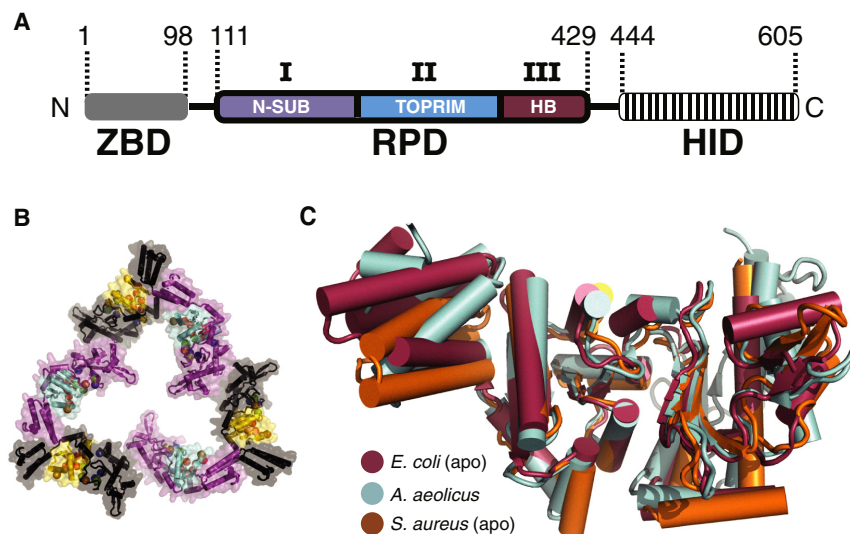 A
1 98 111 429 444 605
I II III
N N-SUB TOPRIM HB C
ZBD RPD HID
B
C
E. coli (apo)
A. aeolicus
S. aureus (apo)